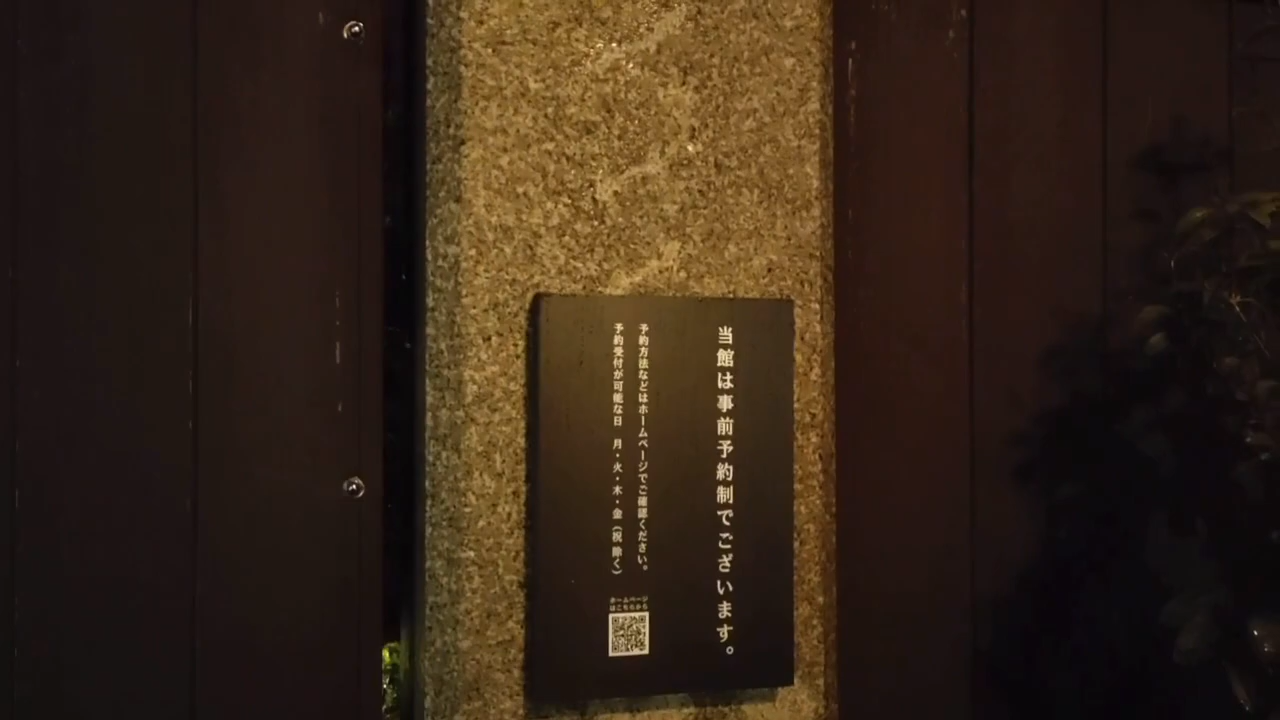 当館は事前予約制でございます。
予約方法などはホームページでご確認ください。
予約受付が可能な日　月・火・木・金（祝除く）
ホームページ
はこちらから